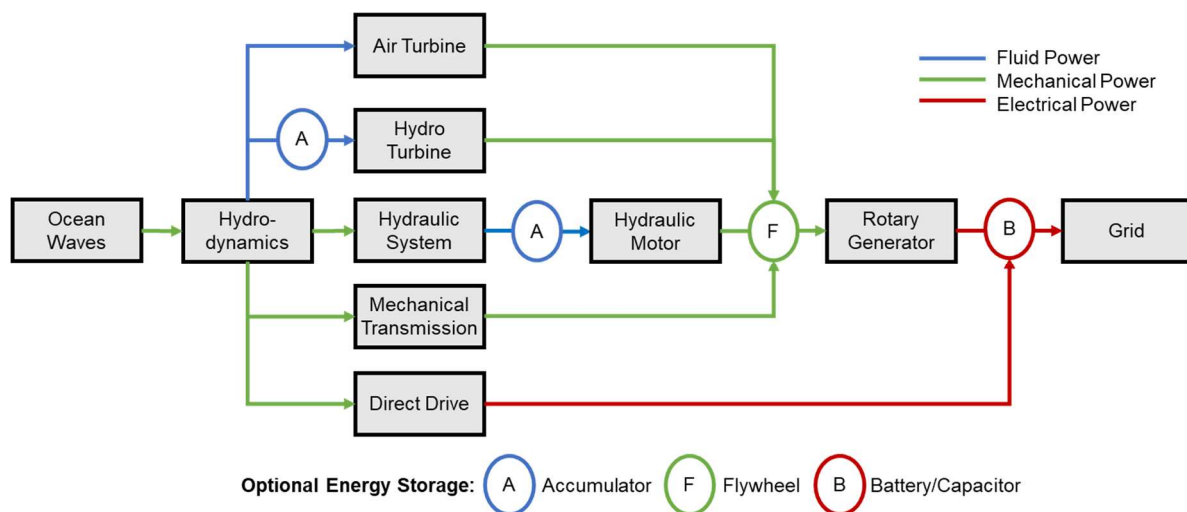 Air Turbine
Fluid Power
Mechanical Power
Electrical Power
A
Hydro
Turbine
Ocean
Waves
Hydro-
dynamics
Hydraulic
System
A
Hydraulic
Motor
F
Rotary
Generator
B
Grid
Mechanical
Transmission
Direct Drive
Optional Energy Storage: A Accumulator F Flywheel B Battery/Capacitor